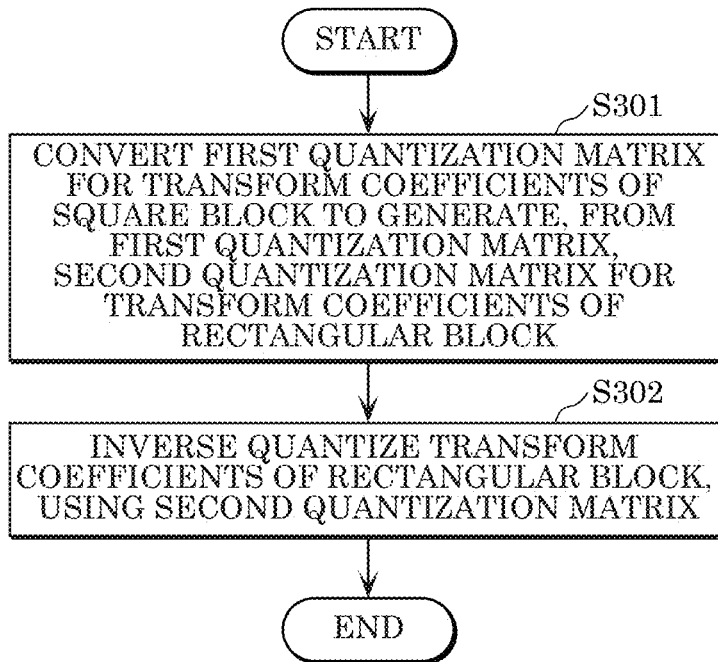 START
S301
CONVERT FIRST QUANTIZATION MATRIX
FOR TRANSFORM COEFFICIENTS OF
SQUARE BLOCK TO GENERATE, FROM
FIRST QUANTIZATION MATRIX,
SECOND QUANTIZATION MATRIX FOR
TRANSFORM COEFFICIENTS OF
RECTANGULAR BLOCK
S302
INVERSE QUANTIZE TRANSFORM
COEFFICIENTS OF RECTANGULAR BLOCK,
USING SECOND QUANTIZATION MATRIX
END